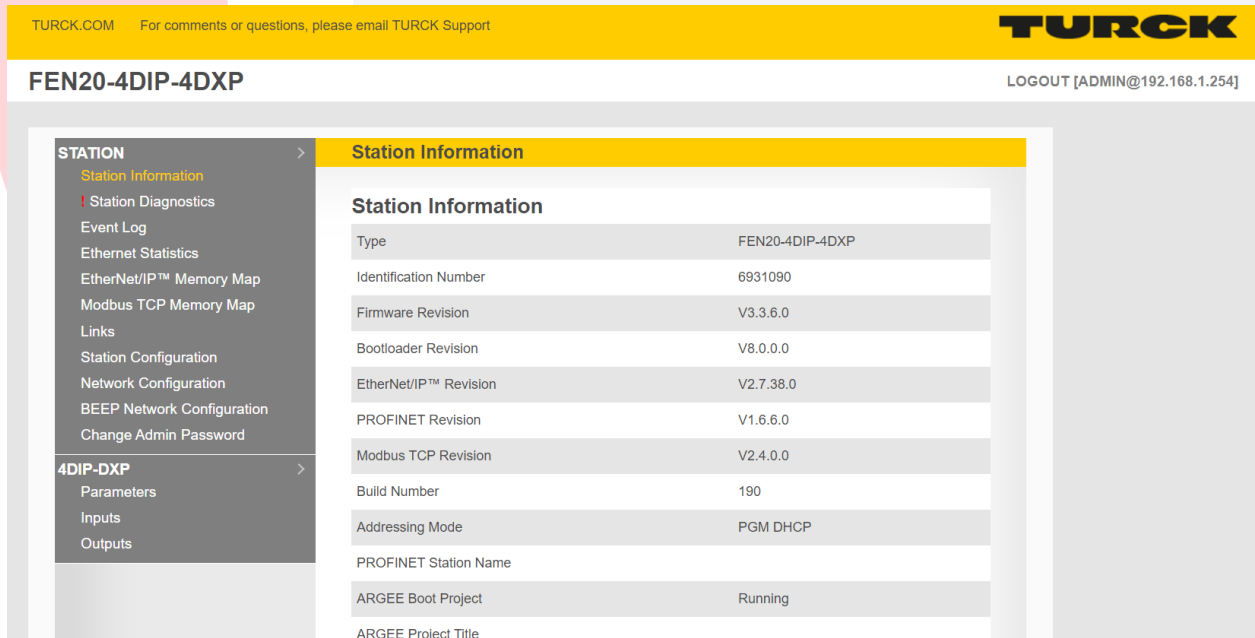 TURCK.COM For comments or questions, please email TURCK Support
TURCK
FEN20-4DIP-4DXP
LOGOUT [ADMIN@192.168.1.254]
STATION
Station Information
! Station Diagnostics
Event Log
Ethernet Statistics
EtherNet/IP™ Memory Map
Modbus TCP Memory Map
Links
Station Configuration
Network Configuration
BEEP Network Configuration
Change Admin Password
4DIP-DXP
Parameters
Inputs
Outputs
Station Information
Station Information
Type FEN20-4DIP-4DXP
Identification Number 6931090
Firmware Revision V3.3.6.0
Bootloader Revision V8.0.0.0
EtherNet/IP™ Revision V2.7.38.0
PROFINET Revision V1.6.6.0
Modbus TCP Revision V2.4.0.0
Build Number 190
Addressing Mode PGM DHCP
PROFINET Station Name
ARGEE Boot Project Running
ARGEE Project Title